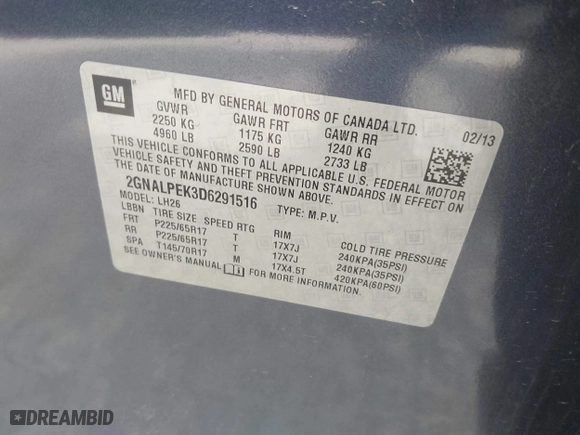 GM
MFD BY GENERAL MOTORS OF CANADA LTD.
GVWR GAWR FRT GAWR RR 02/13
2250 KG 1175 KG 1240 KG
4960 LB 2590 LB 2733 LB
THIS VEHICLE CONFORMS TO ALL APPLICABLE U.S. FEDERAL MOTOR
VEHICLE SAFETY AND THEFT PREVENTION STANDARDS IN EFFECT ON
THE DATE OF MANUFACTURE SHOWN ABOVE.
2GNALPEK3D6291516 TYPE: M.P.V.
MODEL: LH26
LBBN TIRE SIZE SPEED RTG RIM COLD TIRE PRESSURE
FRT P225/65R17 T 17X7J 240KPA(35PSI)
RR P225/65R17 T 17X7J 240KPA(35PSI)
SPA T145/70R17 M 17X4.5T 420KPA(60PSI)
SEE OWNER'S MANUAL FOR MORE INFORMATION.
DREAMBID